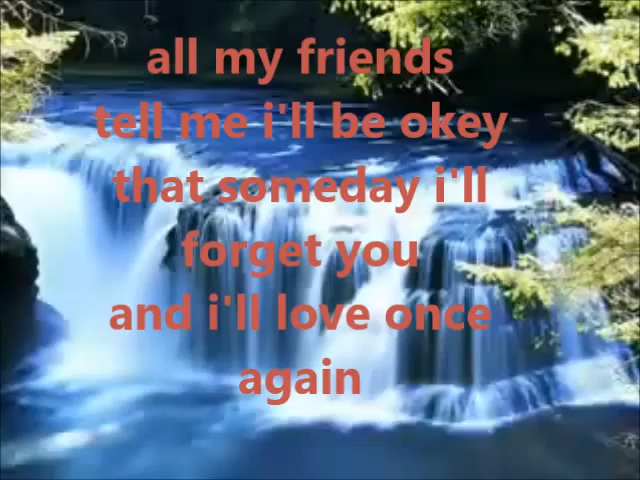 all my friends
tell me i'll be okey
that someday i'll
forget you
and i'll love once
again